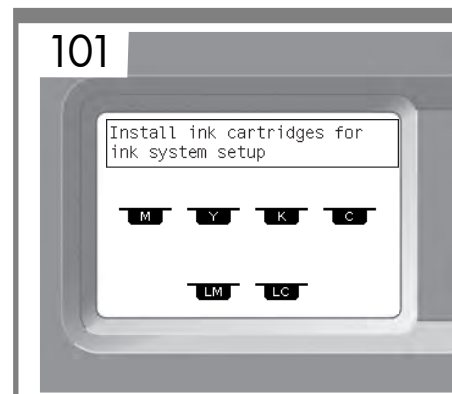 101
Install ink cartridges for
ink system setup
M Y K C
LM LC